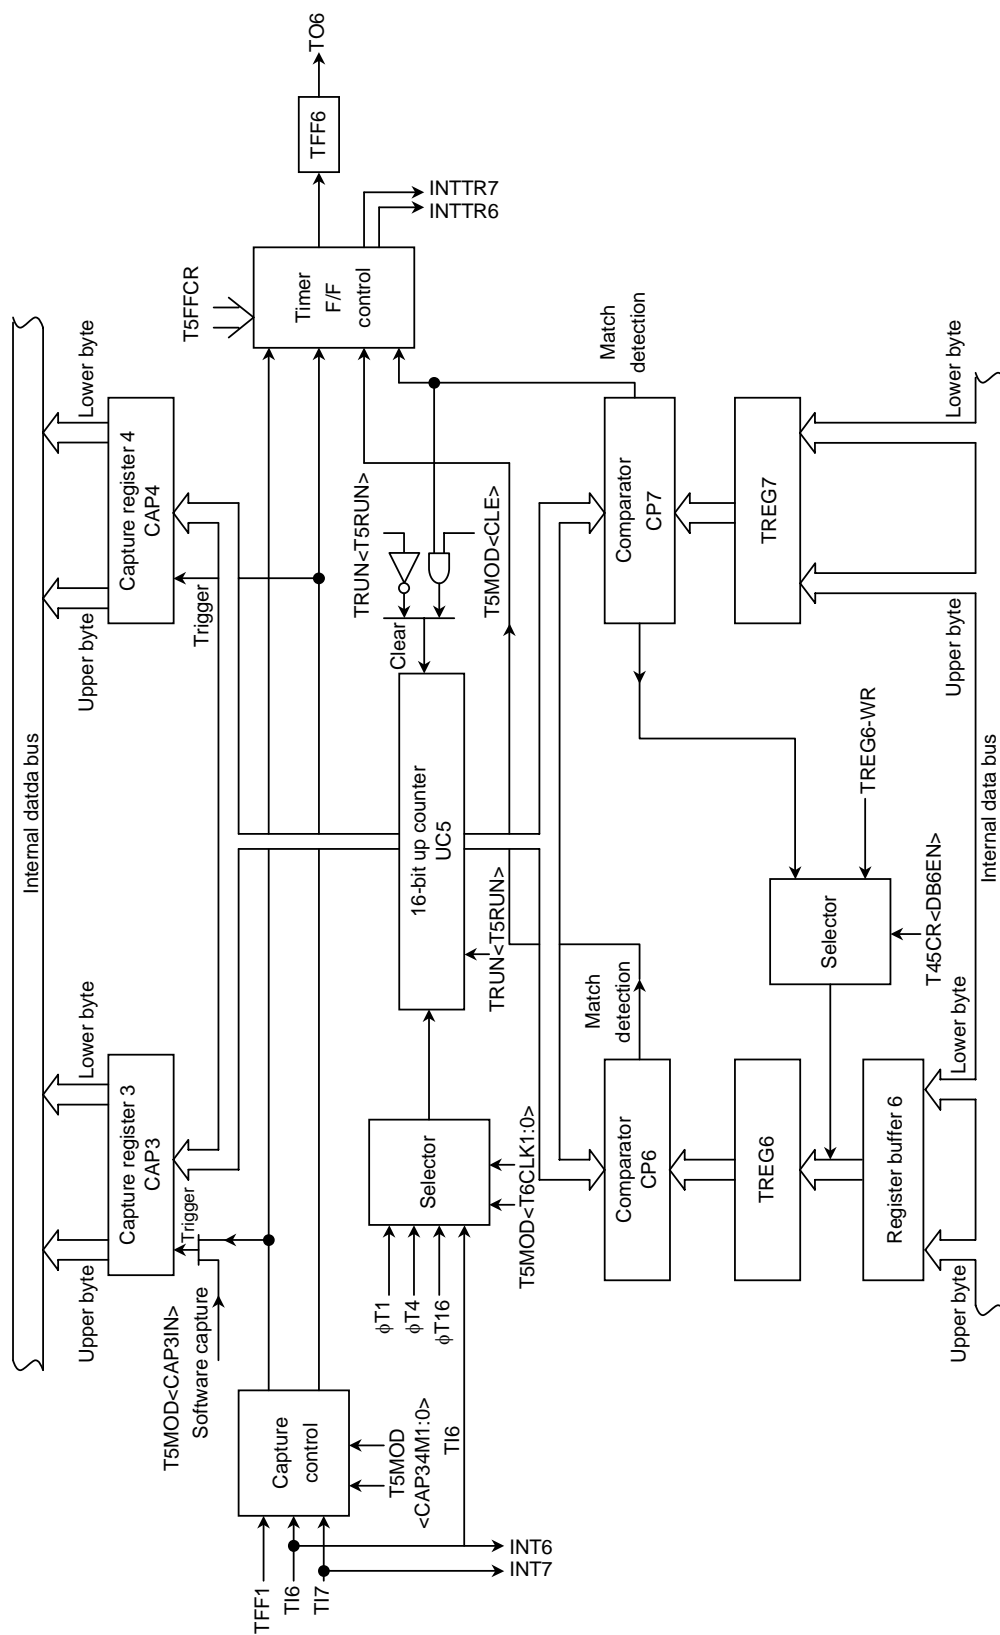 Internal datda bus
Upper byte
Lower byte
Upper byte
Lower byte
Capture register 3
CAP3
Capture register 4
CAP4
T5MOD<CAP3IN>
Software capture
Trigger
Trigger
T5FFCR
TFF1
TI6
TI7
Capture
control
T5MOD
<CAP34M1:0>
INT6
INT7
TI6
Timer
F/F
control
TFF6
TO6
INTTR7
INTTR6
φT1
φT4
φT16
Selector
T5MOD<T6CLK1:0>
16-bit up counter
UC5
TRUN<T5RUN>
Clear
TRUN<T5RUN>
T5MOD<CLE>
Match
detection
Match
detection
Comparator
CP6
Comparator
CP7
TREG6
TREG7
Selector
TREG6-WR
T45CR<DB6EN>
Register buffer 6
Upper byte
Lower byte
Upper byte
Lower byte
Internal data bus